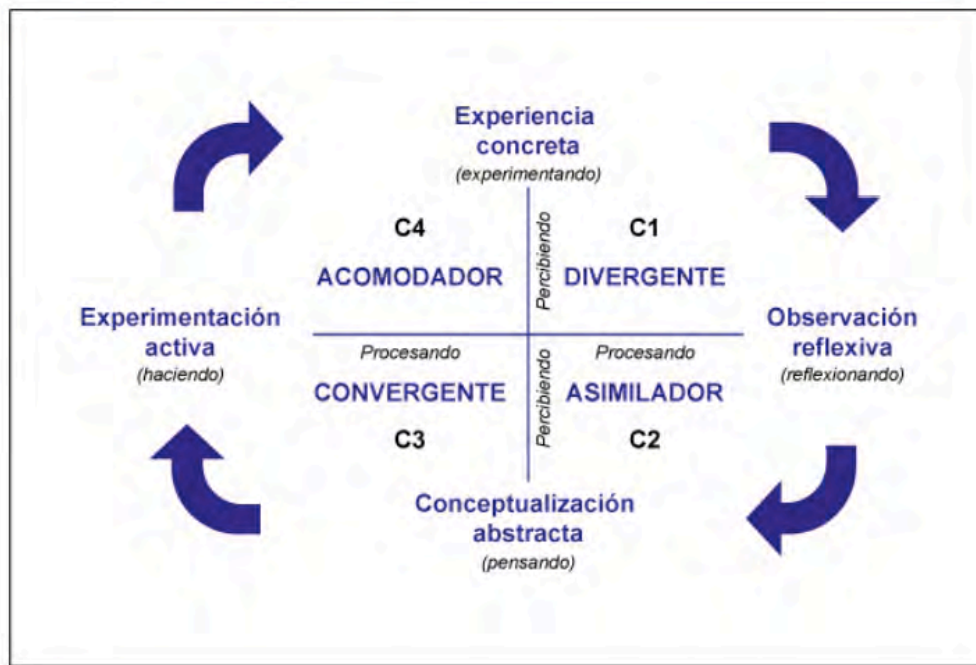 Experiencia
concreta
(experimentando)
C4
C1
Percibiendo
ACOMODADOR
DIVERGENTE
Experimentación
activa
(haciendo)
Observación
reflexiva
(reflexionando)
Procesando
Procesando
CONVERGENTE
Percibiendo
ASIMILADOR
C3
C2
Conceptualización
abstracta
(pensando)